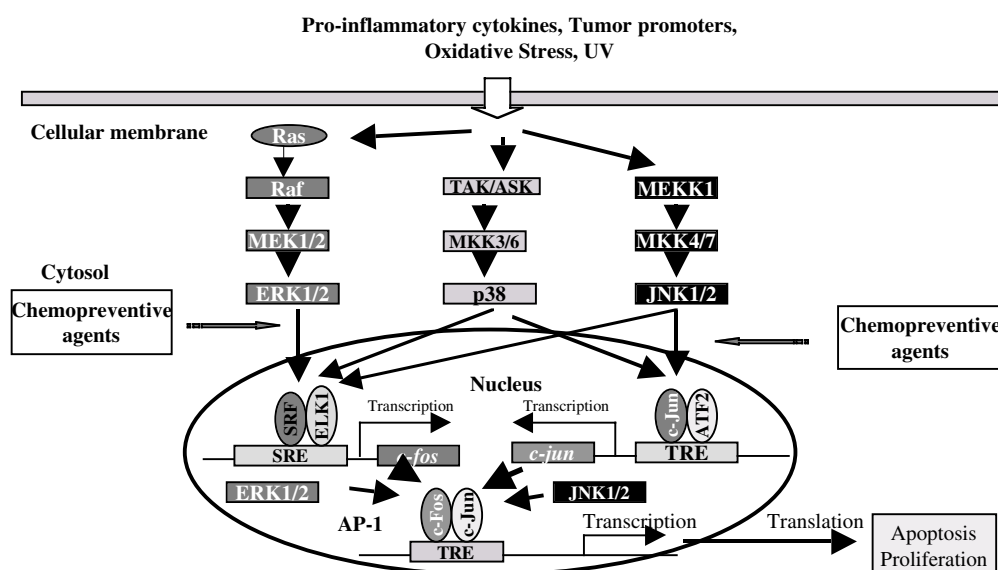 Pro-inflammatory cytokines, Tumor promoters,
Oxidative Stress, UV
Cellular membrane
Ras
Raf
TAK/ASK
MEKK1
MEK1/2
MKK3/6
MKK4/7
Cytosol
ERK1/2
p38
JNK1/2
Chemopreventive
agents
Chemopreventive
agents
Nucleus
SRF
ELK1
Transcription
Transcription
c-Jun
ATF2
SRE
c-fos
c-jun
TRE
ERK1/2
JNK1/2
AP-1
c-Fos
c-Jun
TRE
Transcription
Translation
Apoptosis
Proliferation